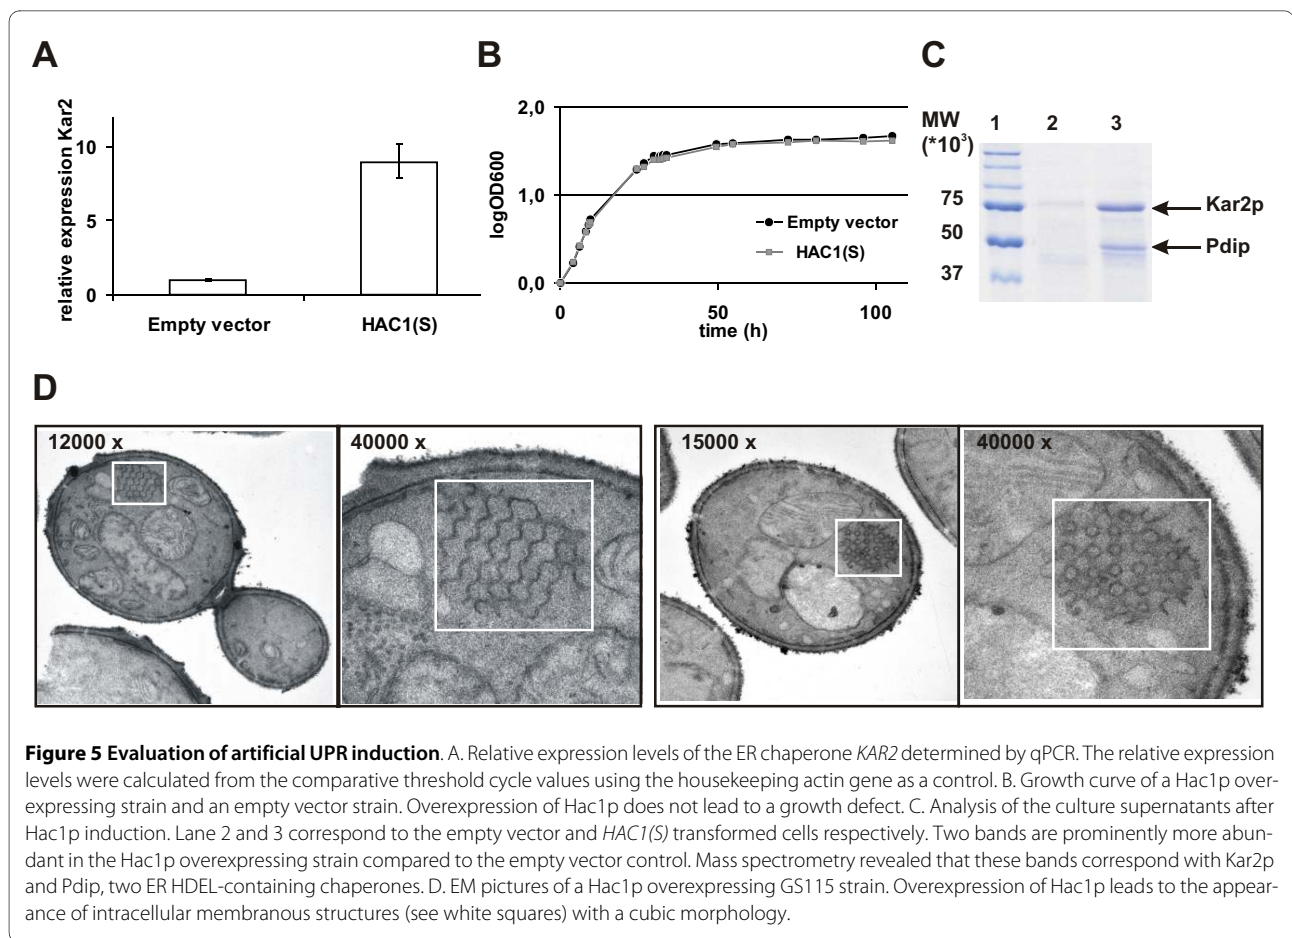 A
relative expression Kar2
10
5
0
Empty vector
HAC1(S)
B
logOD600
2,0
1,0
0,0
0
50
100
time (h)
Empty vector
HAC1(S)
C
MW
(*10³)
1
2
3
75
50
37
Kar2p
Pdip
D
12000 x
40000 x
15000 x
40000 x
Figure 5 Evaluation of artificial UPR induction. A. Relative expression levels of the ER chaperone KAR2 determined by qPCR. The relative expression
levels were calculated from the comparative threshold cycle values using the housekeeping actin gene as a control. B. Growth curve of a Hac1p over-
expressing strain and an empty vector strain. Overexpression of Hac1p does not lead to a growth defect. C. Analysis of the culture supernatants after
Hac1p induction. Lane 2 and 3 correspond to the empty vector and HAC1(S) transformed cells respectively. Two bands are prominently more abun-
dant in the Hac1p overexpressing strain compared to the empty vector control. Mass spectrometry revealed that these bands correspond with Kar2p
and Pdip, two ER HDEL-containing chaperones. D. EM pictures of a Hac1p overexpressing GS115 strain. Overexpression of Hac1p leads to the appear-
ance of intracellular membranous structures (see white squares) with a cubic morphology.